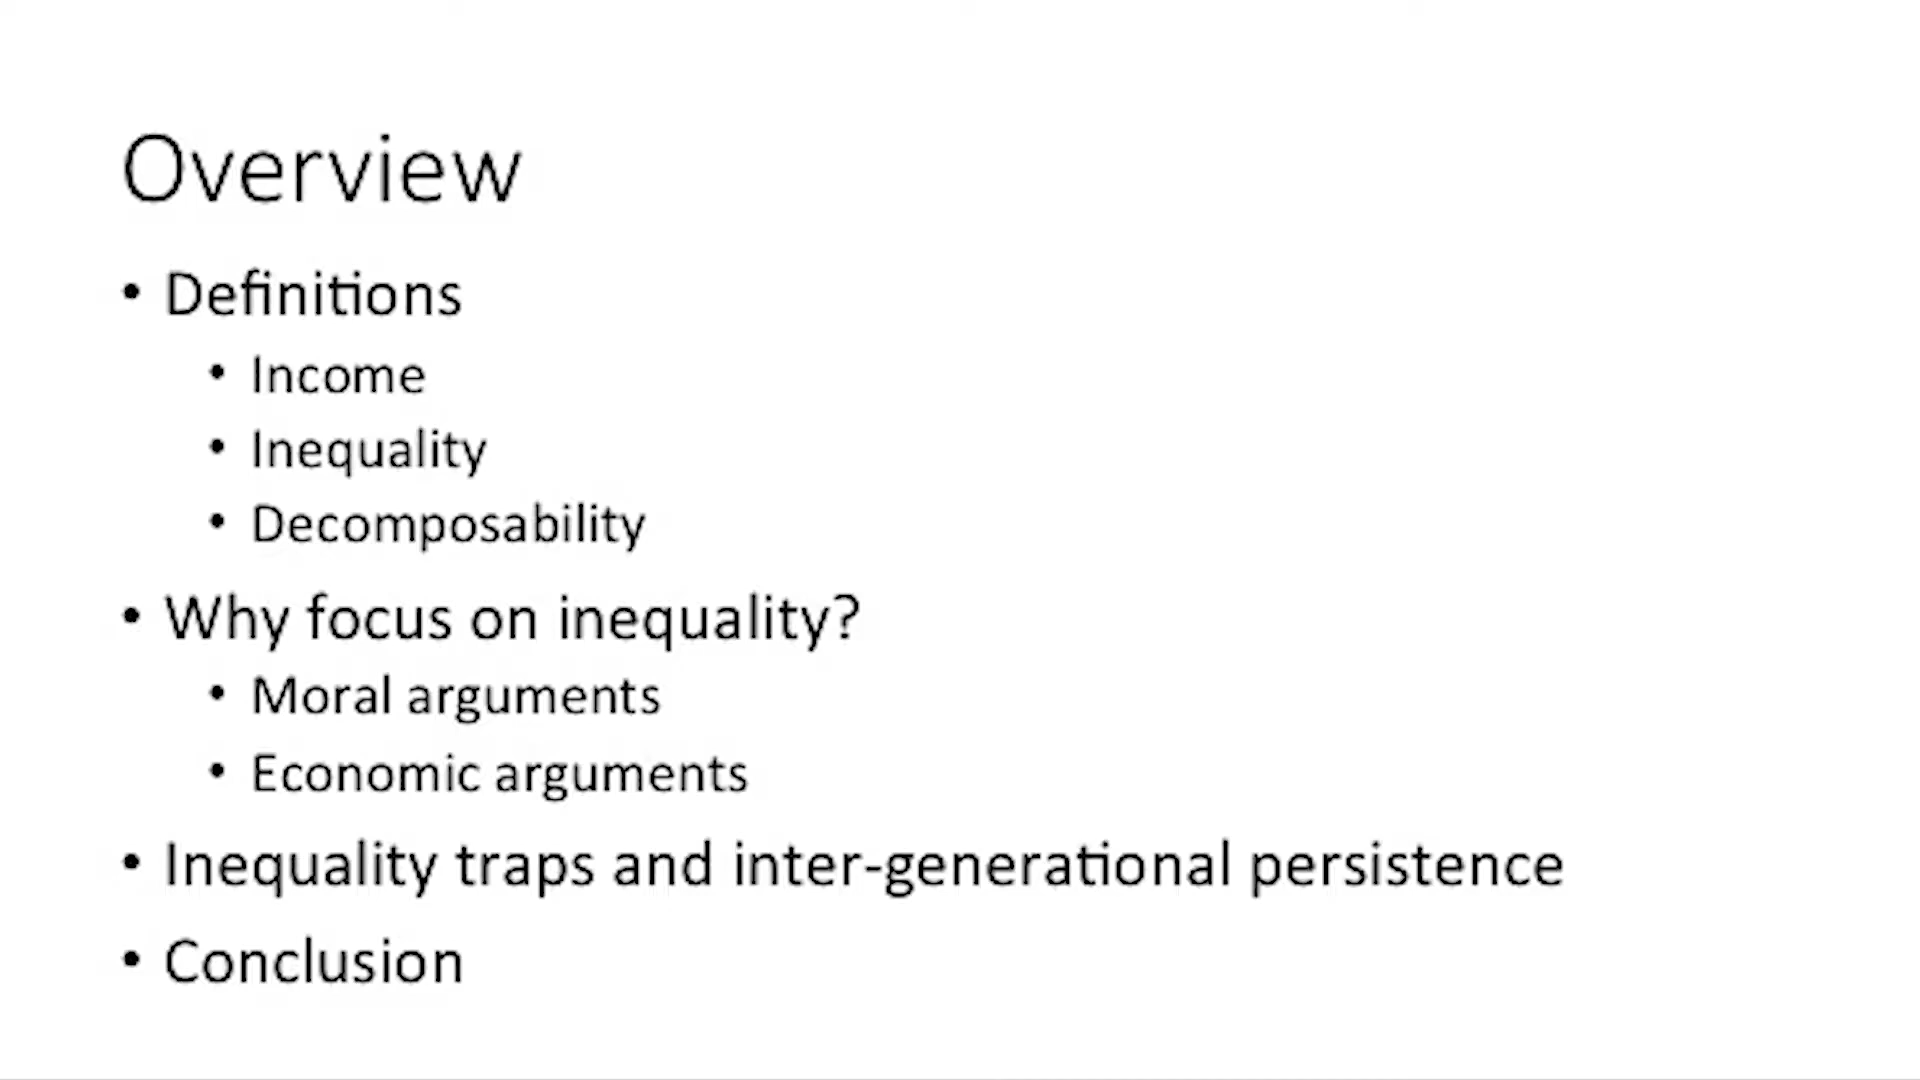 Overview
• Definitions
• Income
• Inequality
• Decomposability
• Why focus on inequality?
• Moral arguments
• Economic arguments
• Inequality traps and inter-generational persistence
• Conclusion